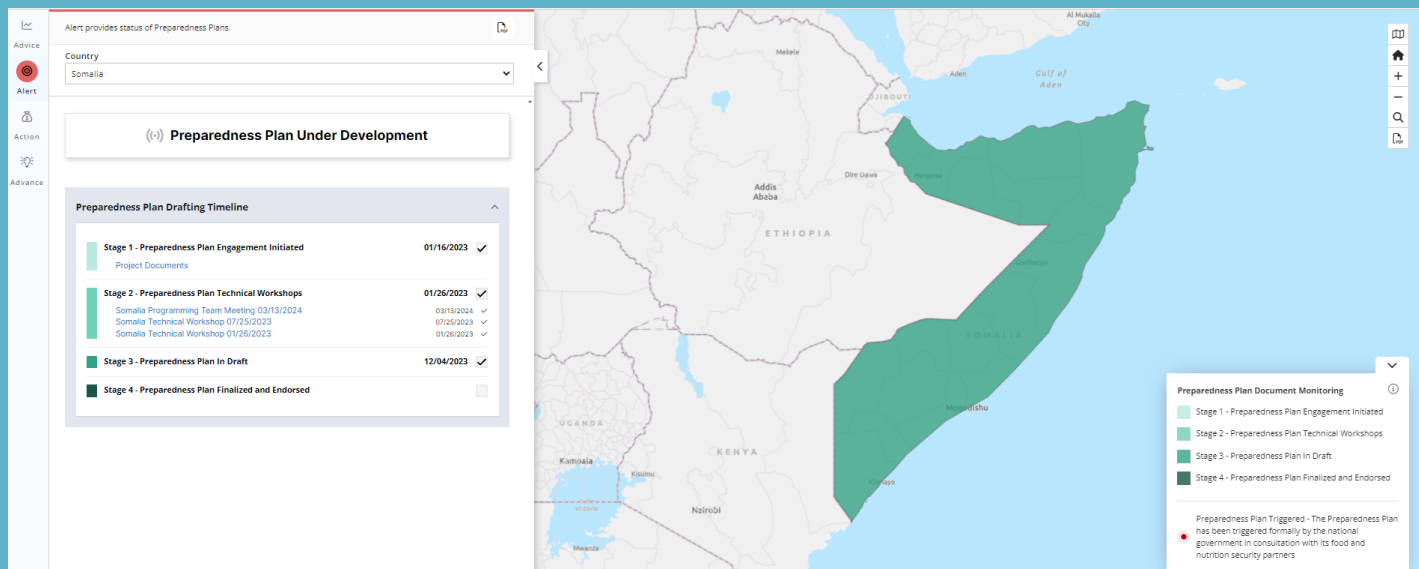 Alert provides status of Preparedness Plans.
Advice
Alert
Action
Advance
Country
Somalia
Preparedness Plan Under Development
Preparedness Plan Drafting Timeline
Stage 1 - Preparedness Plan Engagement Initiated 01/16/2023
Project Documents
Stage 2 - Preparedness Plan Technical Workshops 01/26/2023
Somalia Programming Team Meeting 03/13/2024 03/13/2024
Somalia Technical Workshop 07/25/2023 07/25/2023
Somalia Technical Workshop 01/26/2023 01/26/2023
Stage 3 - Preparedness Plan In Draft 12/04/2023
Stage 4 - Preparedness Plan Finalized and Endorsed
Al Mukalla
City
Mekele
Aden
Gulf of
Aden
DJIBOUTI
Dire Dawa
Hargeisa
Addis
Ababa
ETHIOPIA
SOMALIA
Mogadishu
UGANDA
KENYA
Kampala
Kisumu
Kismayo
Lake
Victoria
Nairobi
Mwanza
PDF
PDF
Preparedness Plan Document Monitoring
Stage 1 - Preparedness Plan Engagement Initiated
Stage 2 - Preparedness Plan Technical Workshops
Stage 3 - Preparedness Plan In Draft
Stage 4 - Preparedness Plan Finalized and Endorsed
Preparedness Plan Triggered - The Preparedness Plan
has been triggered formally by the national
government in consultation with its food and
nutrition security partners